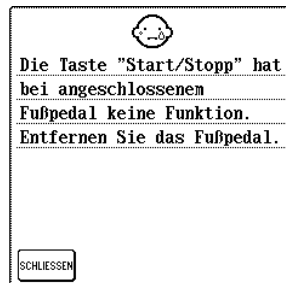 Die Taste "Start/Stopp" hat
bei angeschlossenem
Fußpedal keine Funktion.
Entfernen Sie das Fußpedal.
SCHLIESSEN